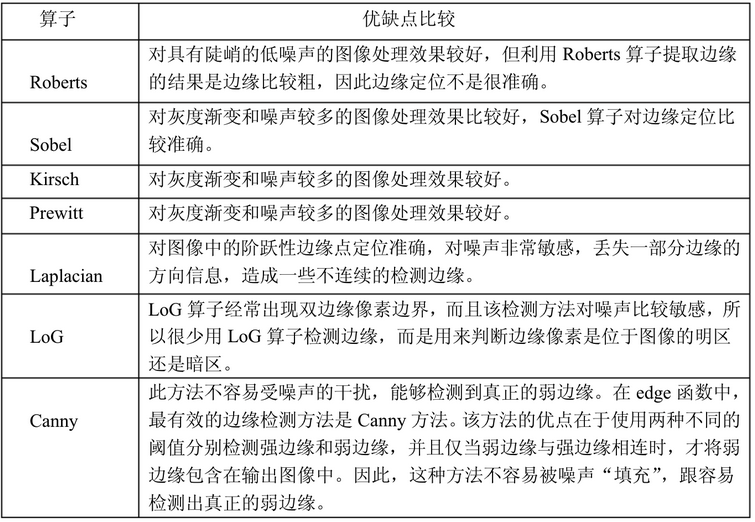 算子 优缺点比较
对具有陡峭的低噪声的图像处理效果较好，但利用 Roberts 算子提取边缘
Roberts 的结果是边缘比较粗，因此边缘定位不是很准确。
对灰度渐变和噪声较多的图像处理效果比较好，Sobel 算子对边缘定位比
Sobel 较准确。
Kirsch 对灰度渐变和噪声较多的图像处理效果较好。
Prewitt 对灰度渐变和噪声较多的图像处理效果较好。
对图像中的阶跃性边缘点定位准确，对噪声非常敏感，丢失一部分边缘的
Laplacian 方向信息，造成一些不连续的检测边缘。
LoG 算子经常出现双边缘像素边界，而且该检测方法对噪声比较敏感，所
LoG 以很少用 LoG 算子检测边缘，而是用来判断边缘像素是位于图像的明区
还是暗区。
此方法不容易受噪声的干扰，能够检测到真正的弱边缘。在 edge 函数中，
Canny 最有效的边缘检测方法是 Canny 方法。该方法的优点在于使用两种不同的
阈值分别检测强边缘和弱边缘，并且仅当弱边缘与强边缘相连时，才将弱
边缘包含在输出图像中。因此，这种方法不容易被噪声“填充”，跟容易
检测出真正的弱边缘。